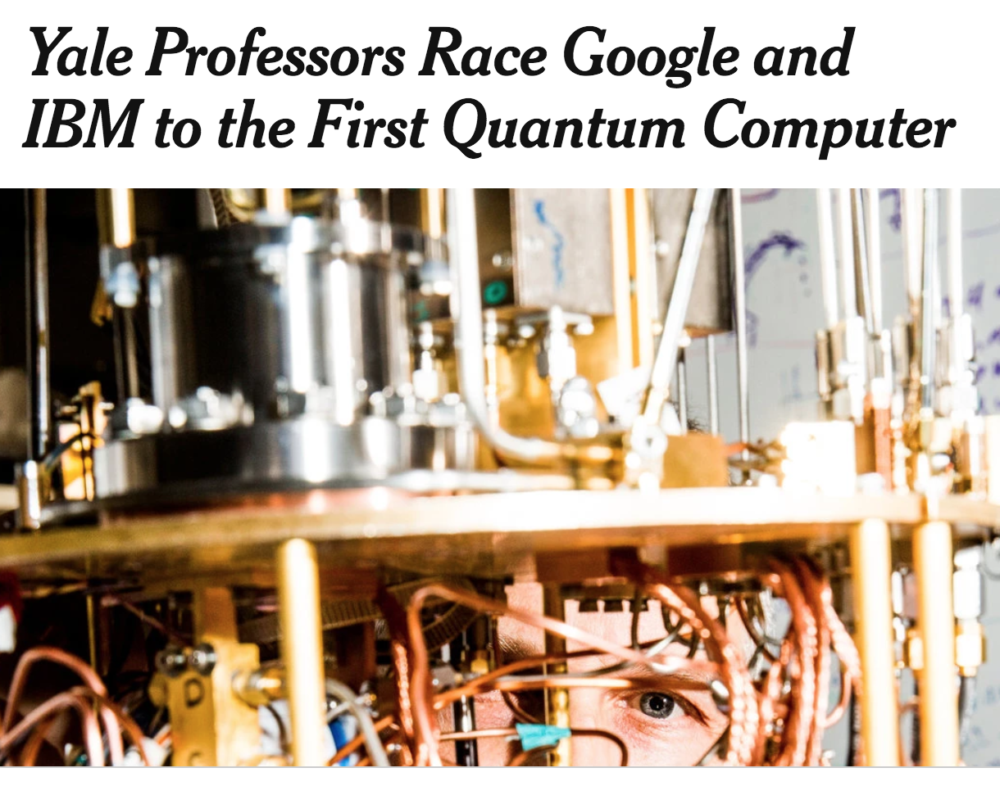 Yale Professors Race Google and
IBM to the First Quantum Computer